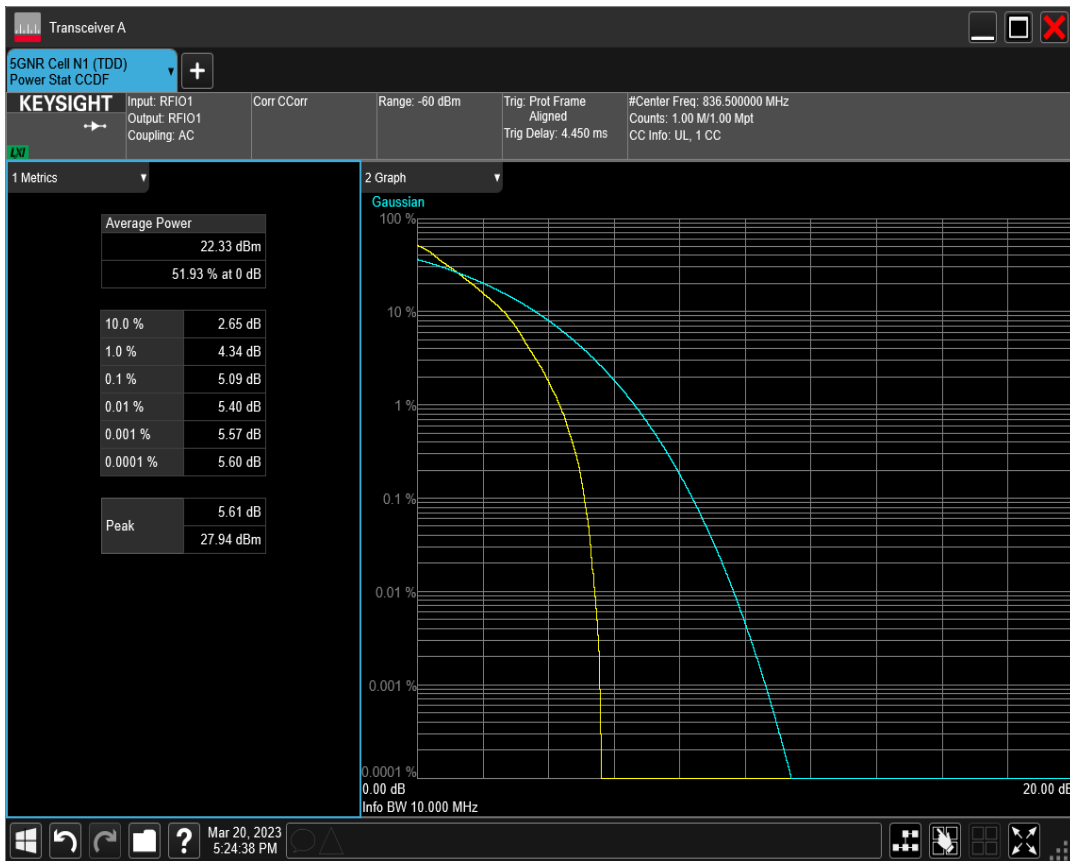 Transceiver A
5GNR Cell N1 (TDD)
Power Stat CCDF
KEYSIGHT
LXI
Input: RFIO1
Output: RFIO1
Coupling: AC
Corr CCorr
Range: -60 dBm
Trig: Prot Frame
Aligned
Trig Delay: 4.450 ms
#Center Freq: 836.500000 MHz
Counts: 1.00 M/1.00 Mpt
CC Info: UL, 1 CC
1 Metrics
Average Power
22.33 dBm
51.93 % at 0 dB
10.0 % 2.65 dB
1.0 % 4.34 dB
0.1 % 5.09 dB
0.01 % 5.40 dB
0.001 % 5.57 dB
0.0001 % 5.60 dB
Peak 5.61 dB
27.94 dBm
2 Graph
Gaussian
100 %
10 %
1 %
0.1 %
0.01 %
0.001 %
0.0001 %
0.00 dB 20.00 dB
Info BW 10.000 MHz
?
Mar 20, 2023
5:24:38 PM